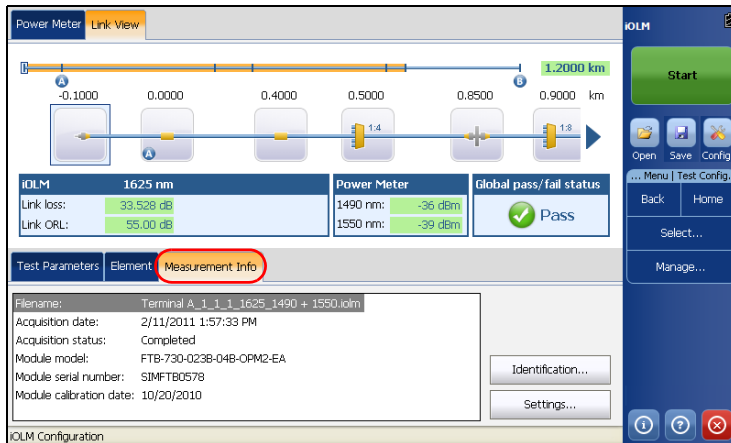 Power Meter Link View
iOLM
1.2000 km
A
B
-0.1000 0.0000 0.4000 0.5000 0.8500 0.9000 km
1:4 1:8
A
iOLM 1625 nm Power Meter Global pass/fail status
Link loss: 33.528 dB 1490 nm: -36 dBm Pass
Link ORL: 55.00 dB 1550 nm: -39 dBm
Test Parameters Element Measurement Info
Filename: Terminal A_1_1_1_1625_1490 + 1550.iolm
Acquisition date: 2/11/2011 1:57:33 PM
Acquisition status: Completed
Module model: FTB-730-023B-04B-OPM2-EA
Module serial number: SIMFTB0578
Module calibration date: 10/20/2010
Identification...
Settings...
iOLM Configuration
Start
Open Save Config
... Menu | Test Config.
Back Home
Select...
Manage...